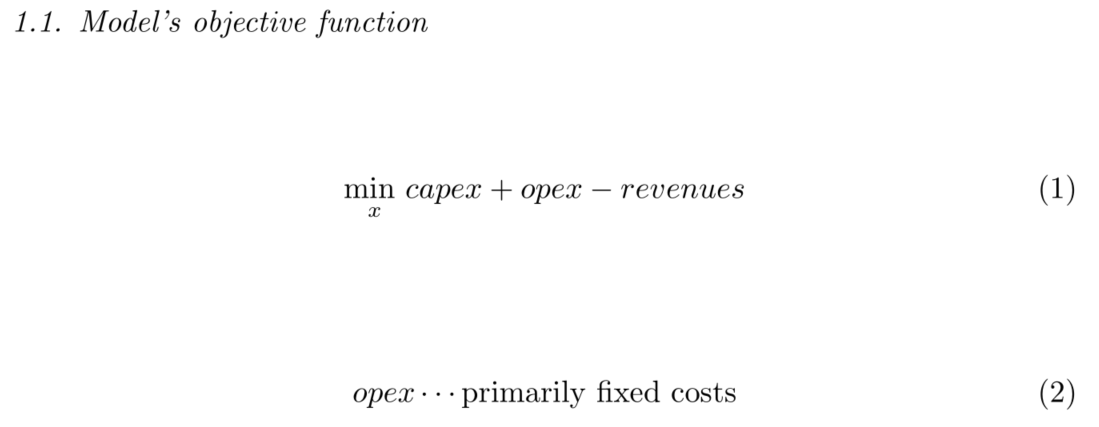 1.1. Model's objective function
min capex + opex − revenues (1)
x
opex ⋯ primarily fixed costs (2)